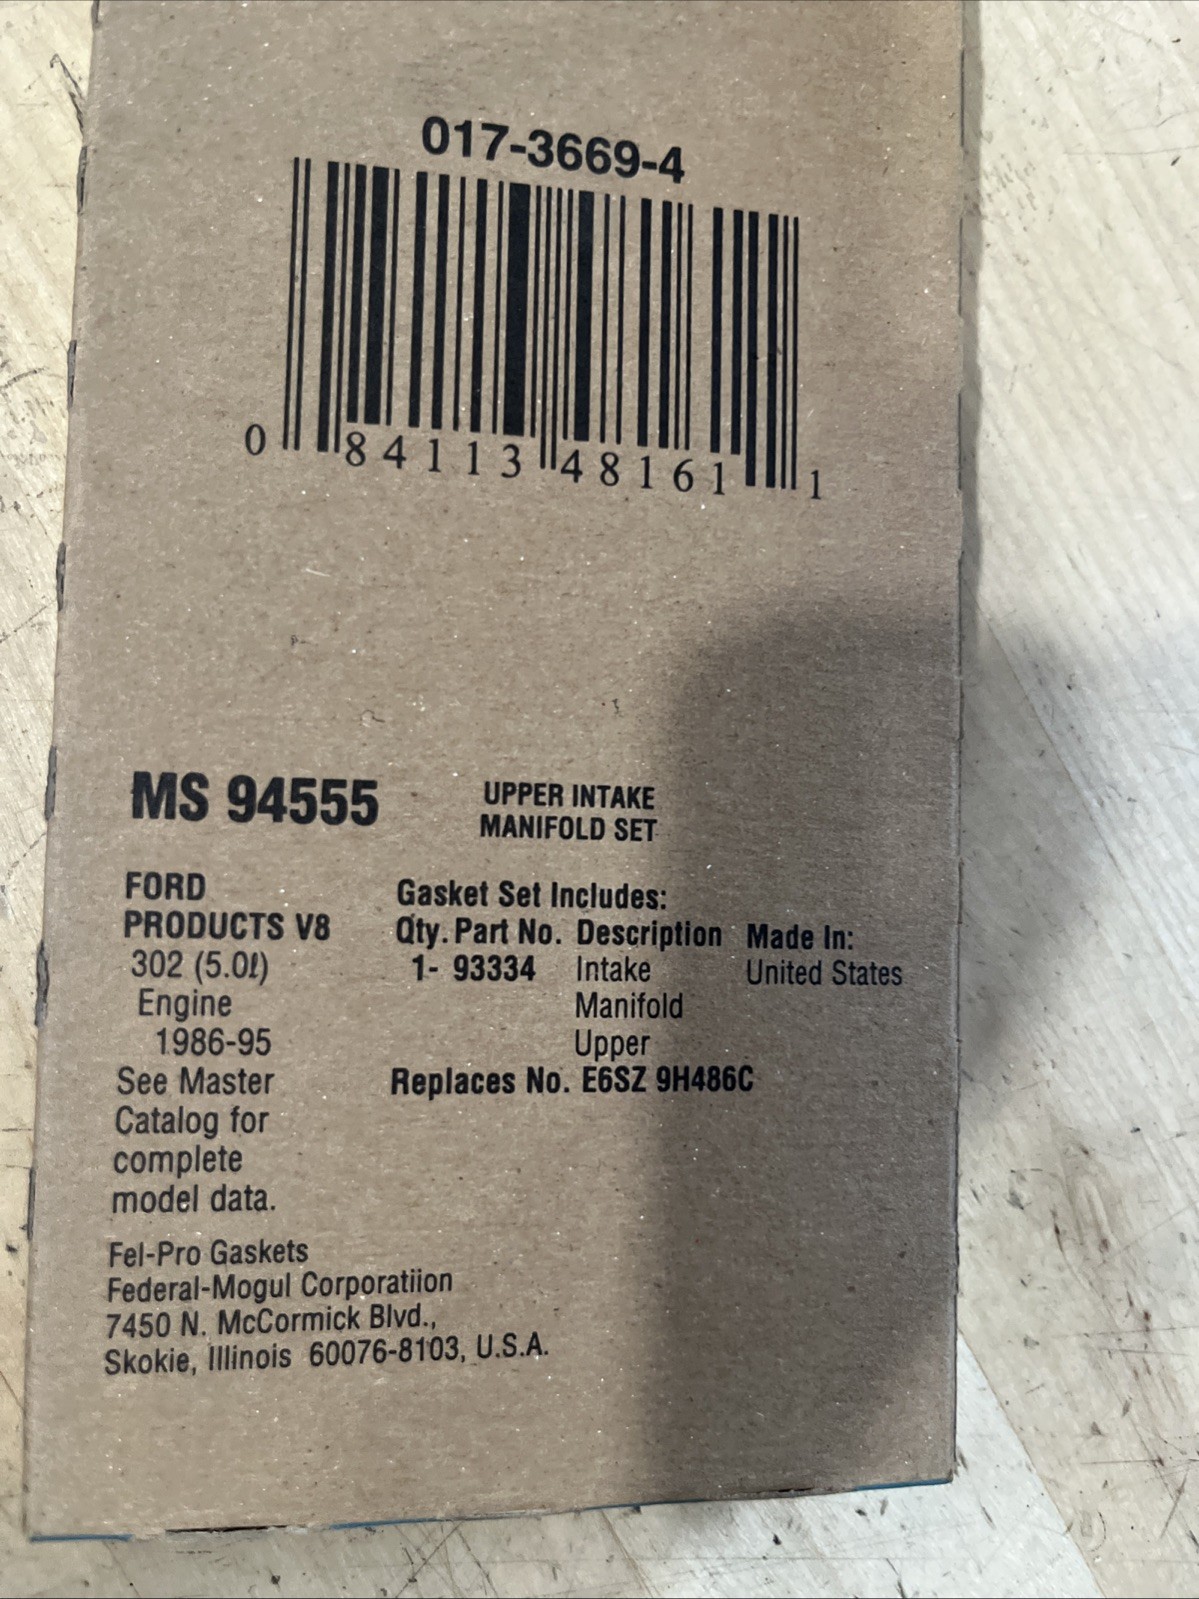 017-3669-4
0 84113 48161 1
MS 94555
UPPER INTAKE
MANIFOLD SET
FORD
PRODUCTS V8
302 (5.0ℓ)
Engine
1986-95
See Master
Catalog for
complete
model data.
Gasket Set Includes:
Qty. Part No. Description Made In:
1- 93334 Intake United States
Manifold
Upper
Replaces No. E6SZ 9H486C
Fel-Pro Gaskets
Federal-Mogul Corporatiion
7450 N. McCormick Blvd.,
Skokie, Illinois 60076-8103, U.S.A.